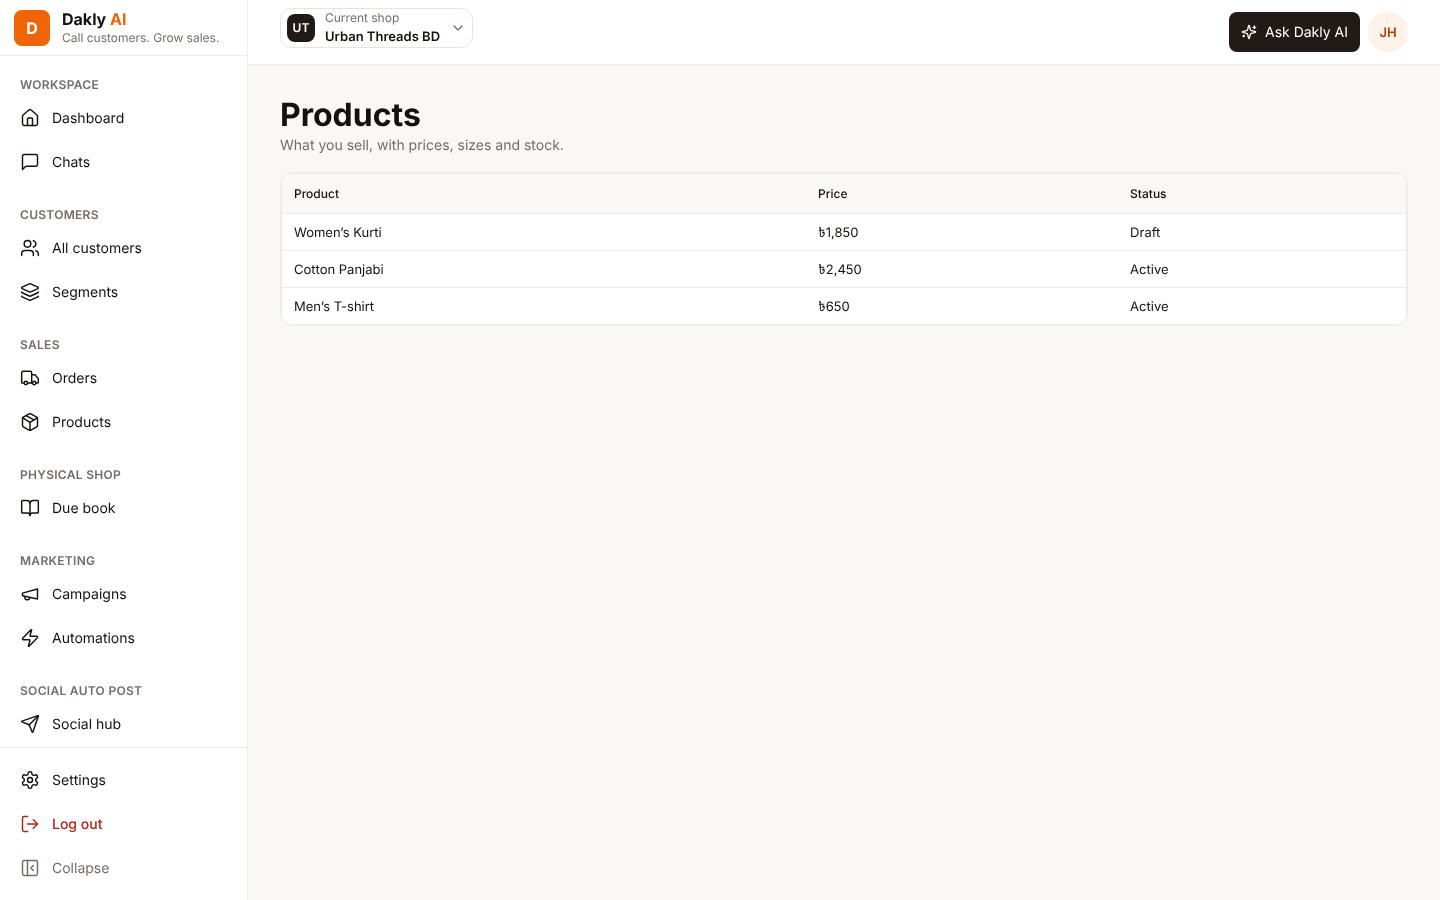 D
Dakly AI
Call customers. Grow sales.
UT
Current shop
Urban Threads BD
Ask Dakly AI
JH
WORKSPACE
Dashboard
Chats
CUSTOMERS
All customers
Segments
SALES
Orders
Products
PHYSICAL SHOP
Due book
MARKETING
Campaigns
Automations
SOCIAL AUTO POST
Social hub
Settings
Log out
Collapse
Products
What you sell, with prices, sizes and stock.
Product Price Status
Women’s Kurti ৳1,850 Draft
Cotton Panjabi ৳2,450 Active
Men’s T-shirt ৳650 Active